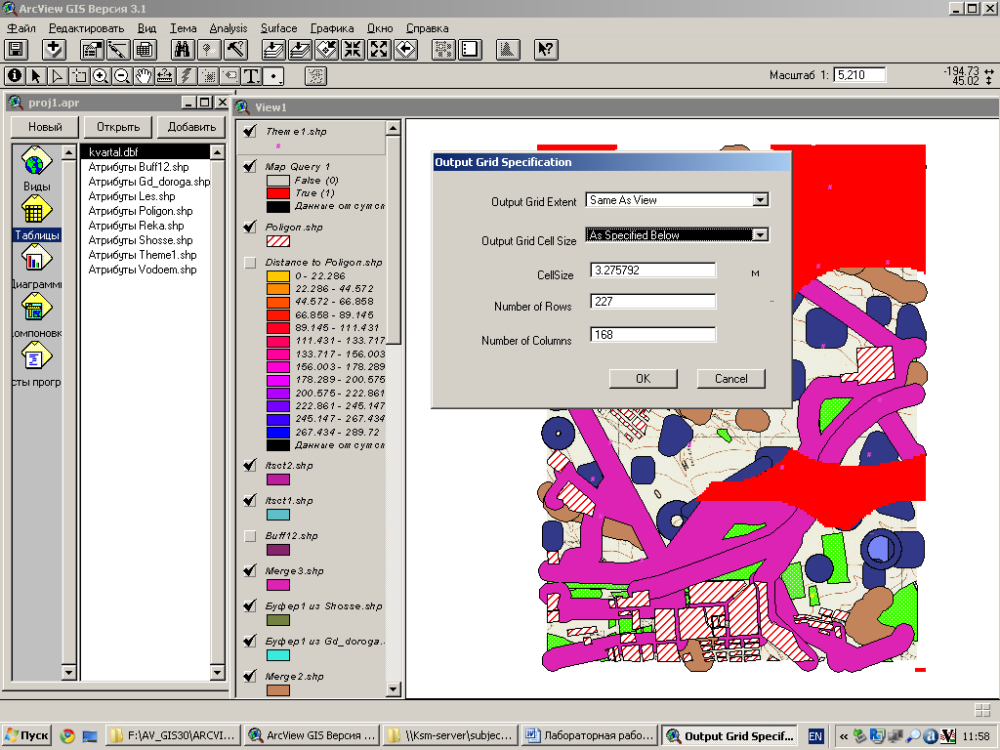 ArcView GIS Версия 3.1
Файл Редактировать Вид Тема Analysis Surface Графика Окно Справка
Масштаб 1: 5,210
-194.73
45.02
proj1.apr
Новый Открыть Добавить
Виды
Таблицы
Диаграмм
омпоновк
сты прогр
kvartal.dbf
Атрибуты Buff12.shp
Атрибуты Gd_doroga.shp
Атрибуты Les.shp
Атрибуты Poligon.shp
Атрибуты Reka.shp
Атрибуты Shosse.shp
Атрибуты Theme1.shp
Атрибуты Vodoem.shp
View1
Theme1.shp
Map Query 1
False (0)
True (1)
Данные отсутст
Poligon.shp
Distance to Poligon.shp
0 - 22.286
22.286 - 44.572
44.572 - 66.858
66.858 - 89.145
89.145 - 111.431
111.431 - 133.717
133.717 - 156.003
156.003 - 178.289
178.289 - 200.575
200.575 - 222.861
222.861 - 245.147
245.147 - 267.434
267.434 - 289.72
Данные отсутст
Itsct2.shp
Itsct1.shp
Buff12.shp
Merge3.shp
Буфер1 из Shosse.shp
Буфер1 из Gd_doroga..
Merge2.shp
Output Grid Specification
Output Grid Extent Same As View
Output Grid Cell Size As Specified Below
CellSize 3.275792 м
Number of Rows 227
Number of Columns 168
OK Cancel
Пуск F:\AV_GIS30\ARCVI... ArcView GIS Версия ... \\Ksm-server\subjec... Лабораторная рабо... Output Grid Specif... EN « 11:58